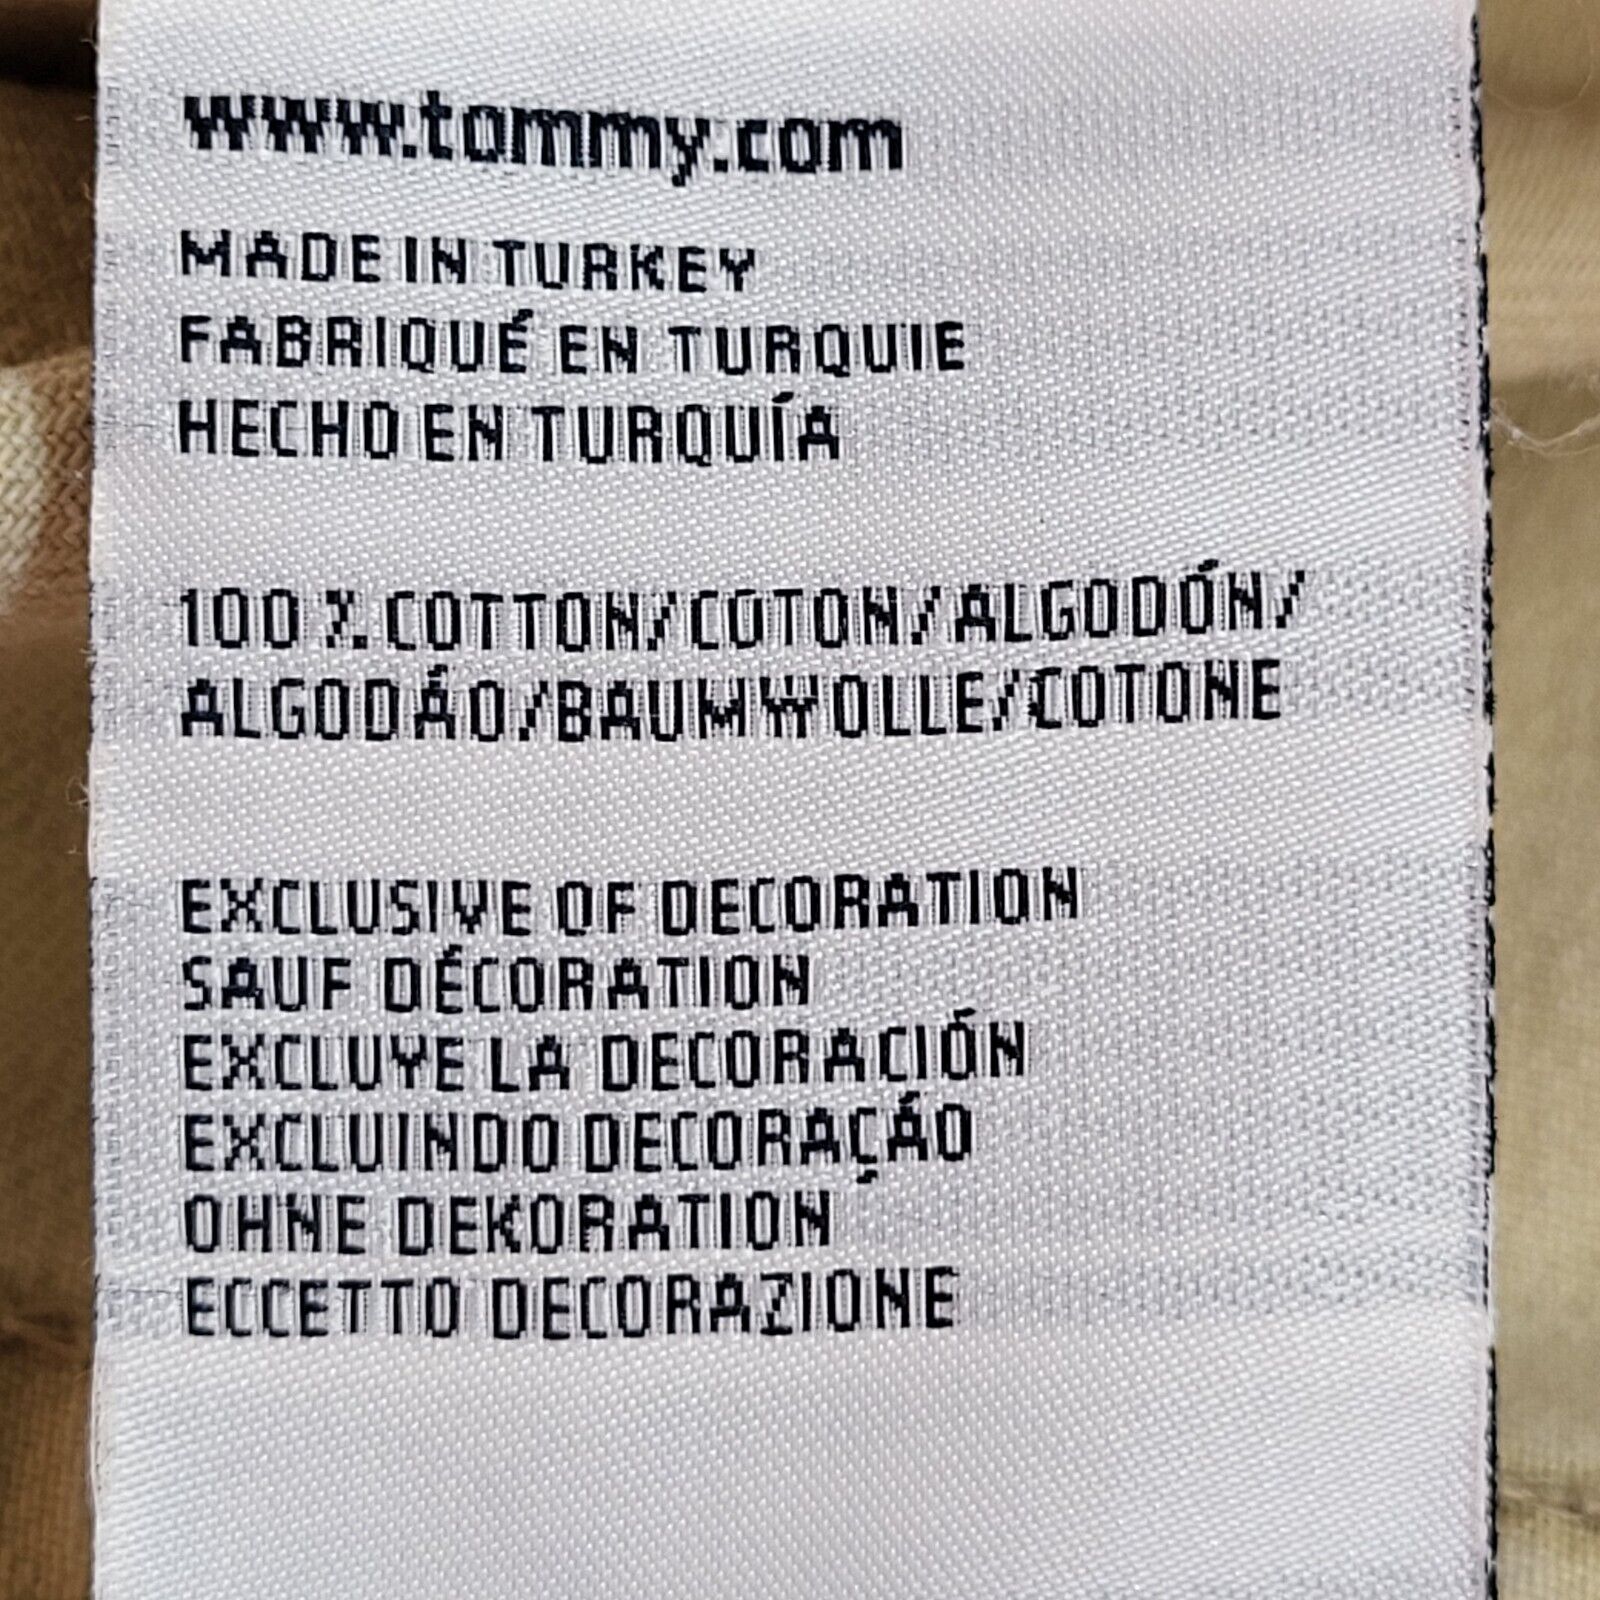 www.tommy.com
MADE IN TURKEY
FABRIQUÉ EN TURQUIE
HECHO EN TURQUÍA
100 % COTTON/COTON/ALGODÓN/
ALGODÁO/BAUMWOLLE/COTONE
EXCLUSIVE OF DECORATION
SAUF DÉCORATION
EXCLUYE LA DECORACIÓN
EXCLUINDO DECORAÇÁO
OHNE DEKORATION
ECCETTO DECORAZIONE